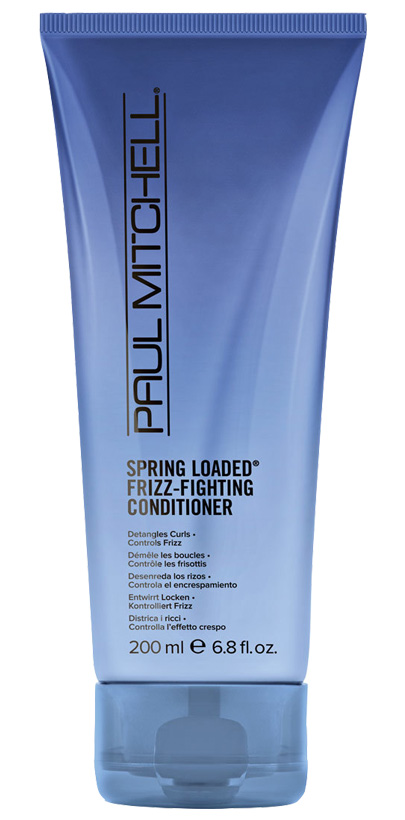 PAUL MITCHELL®
SPRING LOADED®
FRIZZ-FIGHTING
CONDITIONER
Detangles Curls •
Controls Frizz
Démêle les boucles •
Contrôle les frisottis
Desenreda los rizos •
Controla el encrespamiento
Entwirrt Locken •
Kontrolliert Frizz
Districa i ricci •
Controlla l'effetto crespo
200 ml ℮ 6.8 fl.oz.